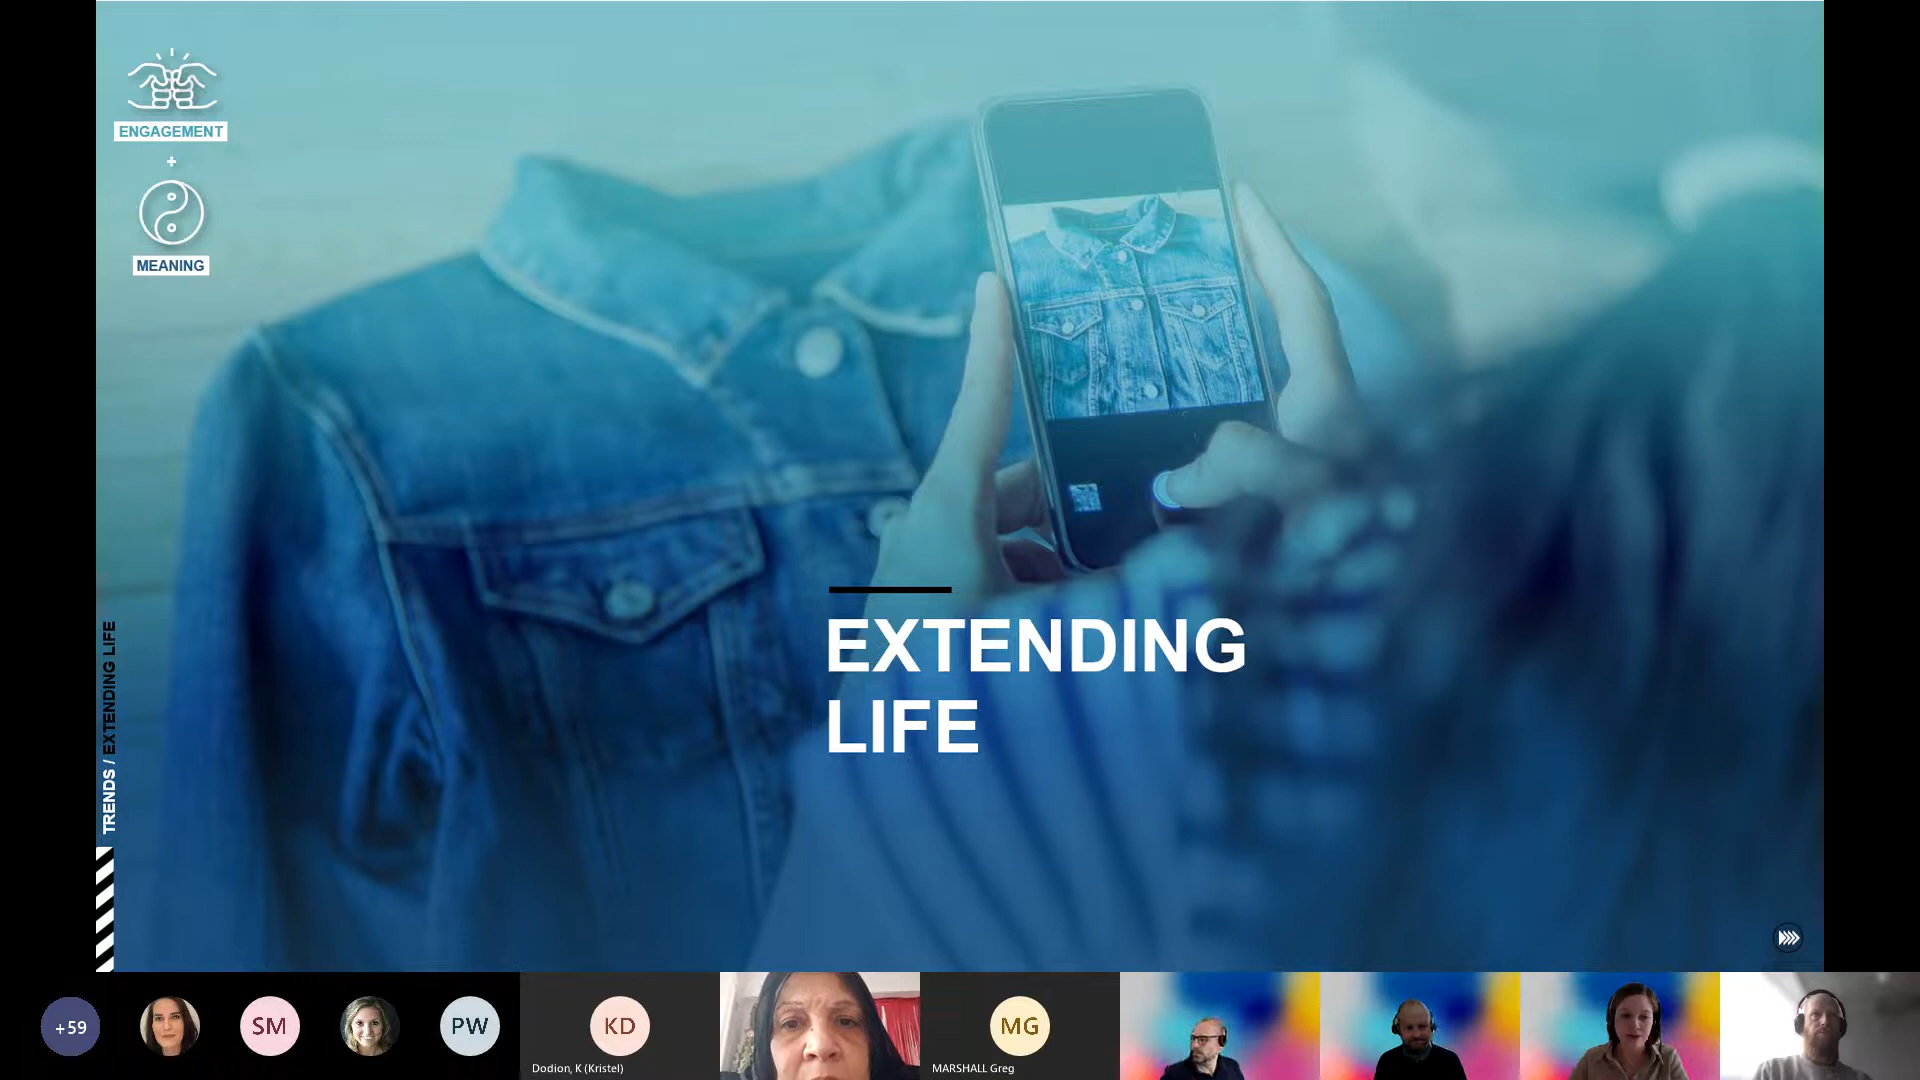 ENGAGEMENT
+
MEANING
EXTENDING
LIFE
TRENDS / EXTENDING LIFE
+59
SM
PW
KD
Dodion, K (Kristel)
MG
MARSHALL Greg